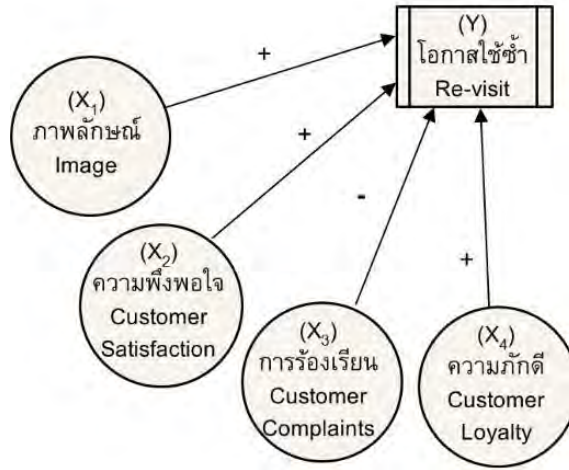 (Y)
โอกาสใช้ซ้ำ
Re-visit
+
(X₁)
ภาพลักษณ์
Image
+
-
+
(X₂)
ความพึงพอใจ
Customer
Satisfaction
(X₃)
การร้องเรียน
Customer
Complaints
(X₄)
ความภักดี
Customer
Loyalty